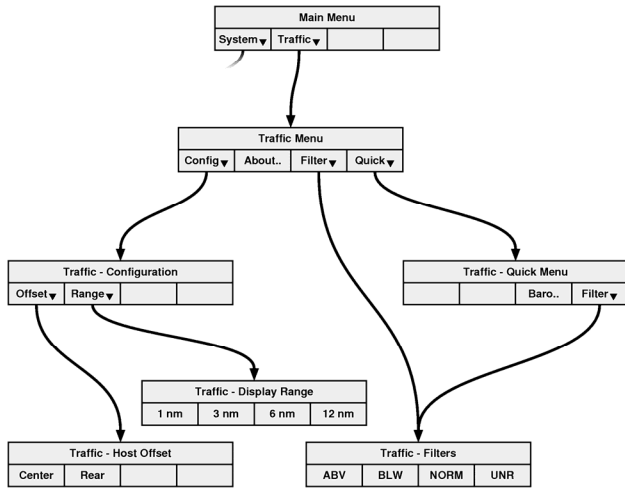 Main Menu
System▼ Traffic▼
Traffic Menu
Config▼ About.. Filter▼ Quick▼
Traffic - Configuration
Offset▼ Range▼
Traffic - Quick Menu
Baro.. Filter▼
Traffic - Display Range
1 nm 3 nm 6 nm 12 nm
Traffic - Host Offset
Center Rear
Traffic - Filters
ABV BLW NORM UNR